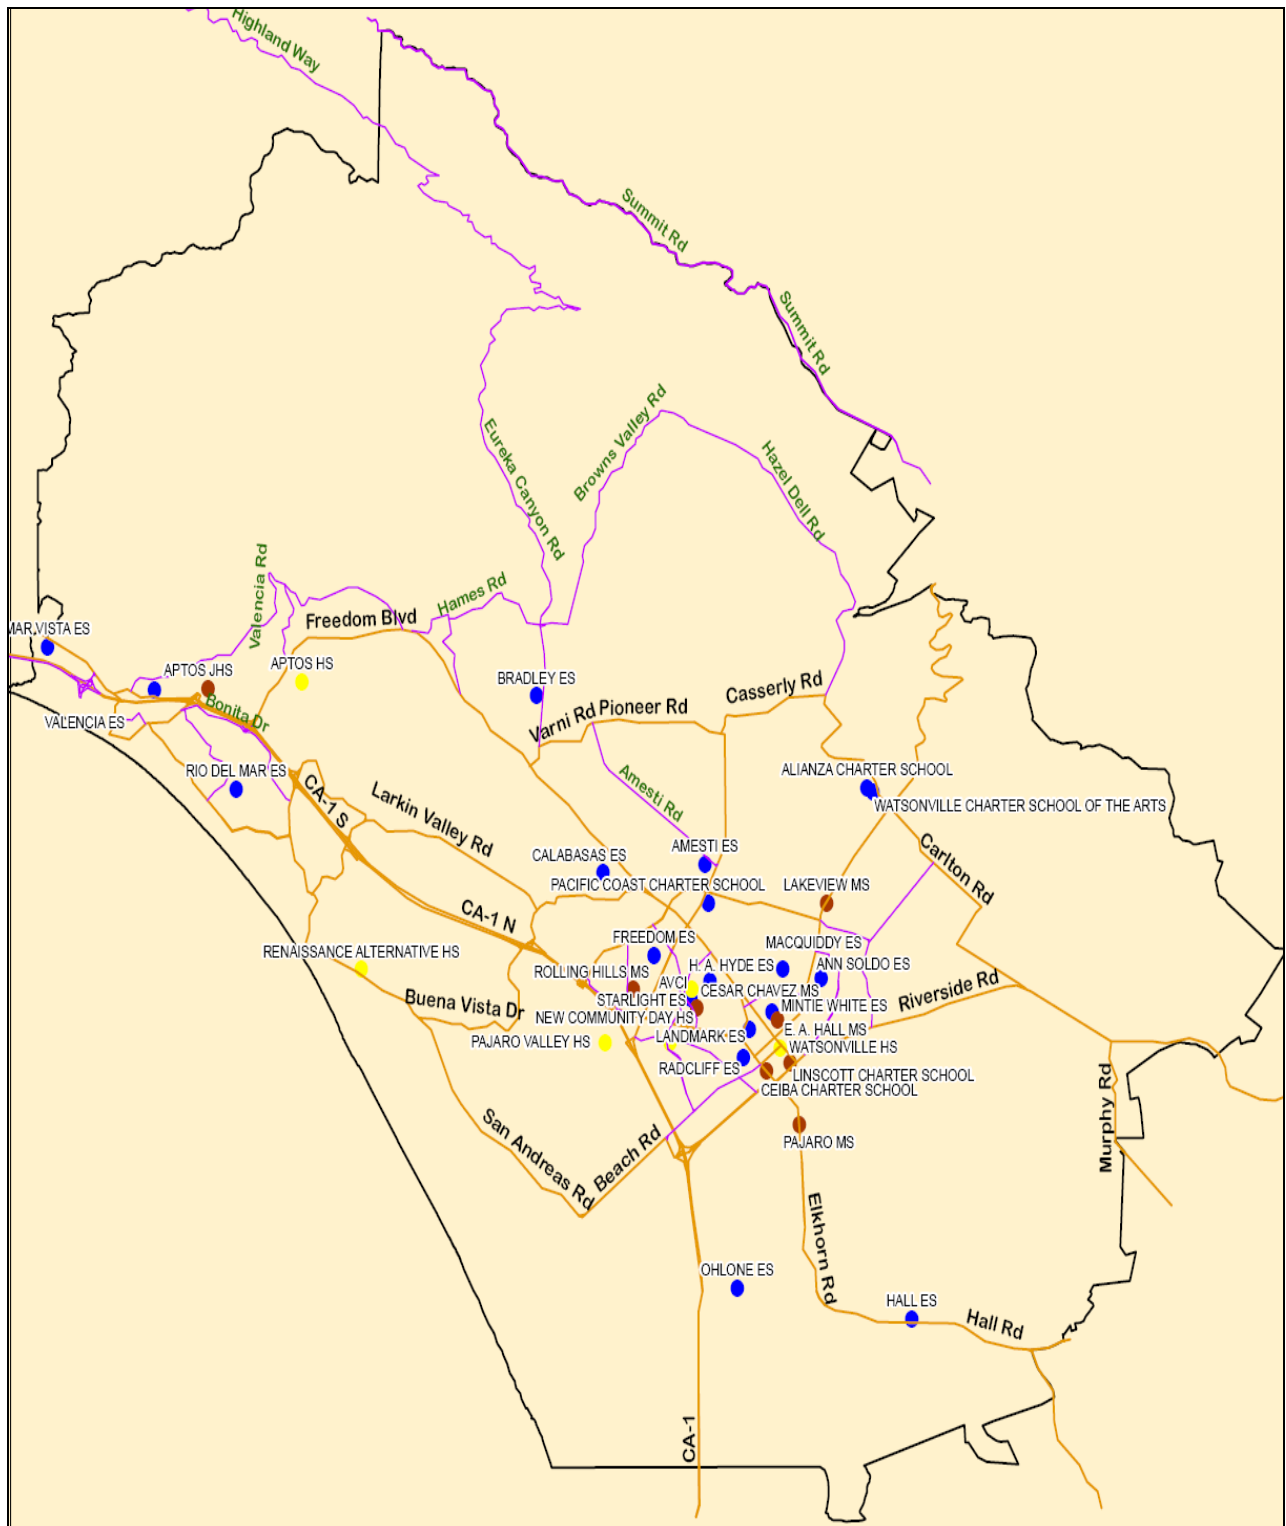 Highland Way
Summit Rd
Summit Rd
Browns Valley Rd
Eureka Canyon Rd
Hazel Dell Rd
Valencia Rd
Hames Rd
Freedom Blvd
MAR VISTA ES
APTOS JHS
APTOS HS
BRADLEY ES
Casserly Rd
Bonita Dr
VALENCIA ES
Varni Rd
Pioneer Rd
RIO DEL MAR ES
ALIANZA CHARTER SCHOOL
CA-1 S
Larkin Valley Rd
Amesti Rd
WATSONVILLE CHARTER SCHOOL OF THE ARTS
AMESTI ES
CALABASAS ES
Carlton Rd
PACIFIC COAST CHARTER SCHOOL
LAKEVIEW MS
CA-1 N
FREEDOM ES
MACQUIDDY ES
RENAISSANCE ALTERNATIVE HS
ROLLING HILLS MS
H. A. HYDE ES
ANN SOLDO ES
AVCI
CESAR CHAVEZ MS
Riverside Rd
STARLIGHT ES
MINTIE WHITE ES
Buena Vista Dr
NEW COMMUNITY DAY HS
E. A. HALL MS
PAJARO VALLEY HS
LANDMARK ES
WATSONVILLE HS
RADCLIFF ES
LINSCOTT CHARTER SCHOOL
CEIBA CHARTER SCHOOL
Murphy Rd
San Andreas Rd
Beach Rd
PAJARO MS
Elkhorn Rd
OHLONE ES
HALL ES
Hall Rd
CA-1